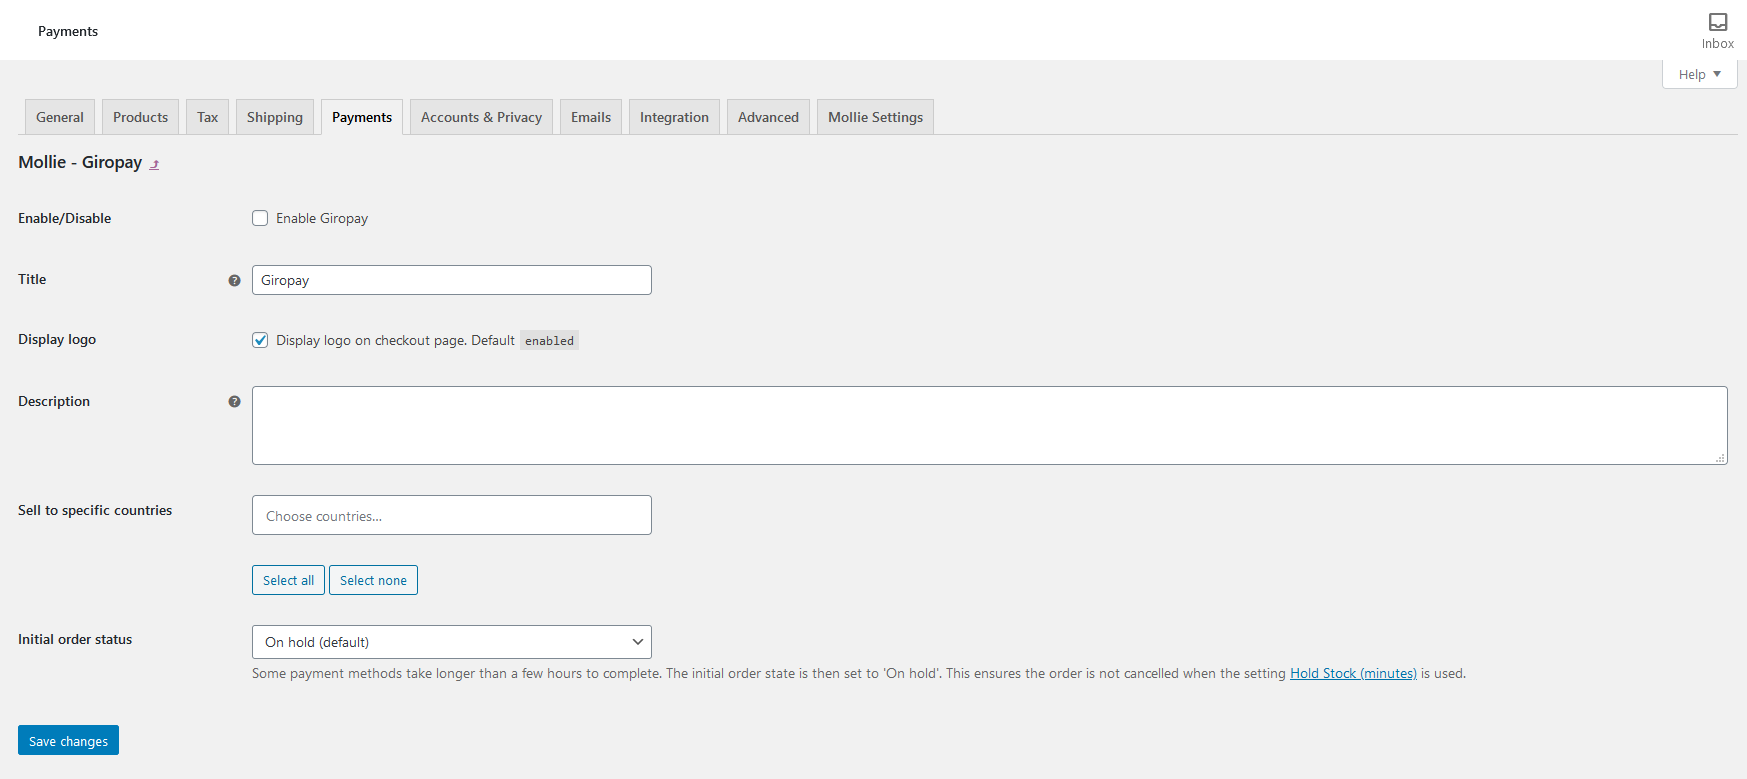 Payments
Inbox
Help
General Products Tax Shipping Payments Accounts & Privacy Emails Integration Advanced Mollie Settings
Mollie - Giropay
Enable/Disable Enable Giropay
Title Giropay
Display logo Display logo on checkout page. Default enabled
Description
Sell to specific countries Choose countries...
Select all Select none
Initial order status On hold (default)
Some payment methods take longer than a few hours to complete. The initial order state is then set to 'On hold'. This ensures the order is not cancelled when the setting Hold Stock (minutes) is used.
Save changes